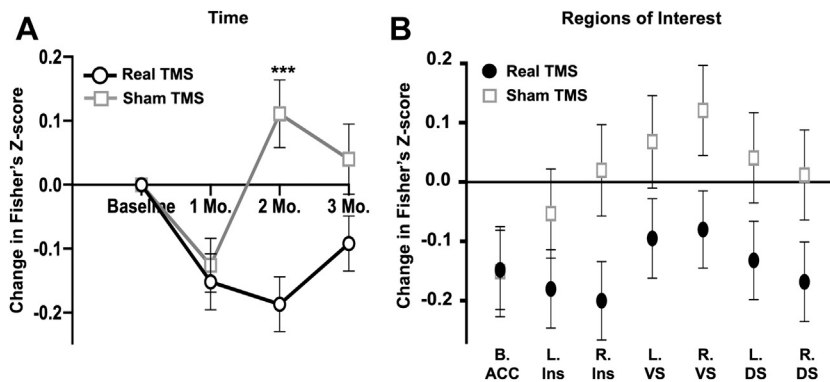 A
Time
Change in Fisher's Z-score
0.2
0.1
0.0
-0.1
-0.2
Real TMS
Sham TMS
***
Baseline 1 Mo. 2 Mo. 3 Mo.
B
Regions of Interest
Change in Fisher's Z-score
0.2
0.1
0.0
-0.1
-0.2
Real TMS
Sham TMS
B. L. R. L. R. L. R.
ACC Ins Ins VS VS DS DS